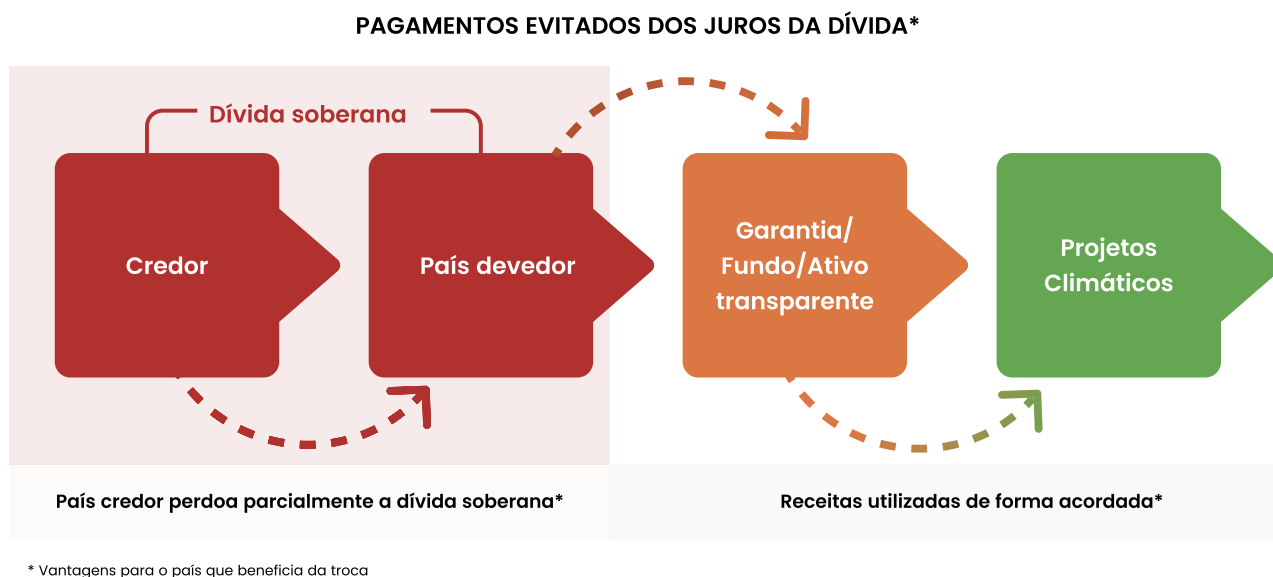 PAGAMENTOS EVITADOS DOS JUROS DA DÍVIDA*
Dívida soberana
Credor
País devedor
Garantia/
Fundo/Ativo
transparente
Projetos
Climáticos
País credor perdoa parcialmente a dívida soberana*
Receitas utilizadas de forma acordada*
* Vantagens para o país que beneficia da troca